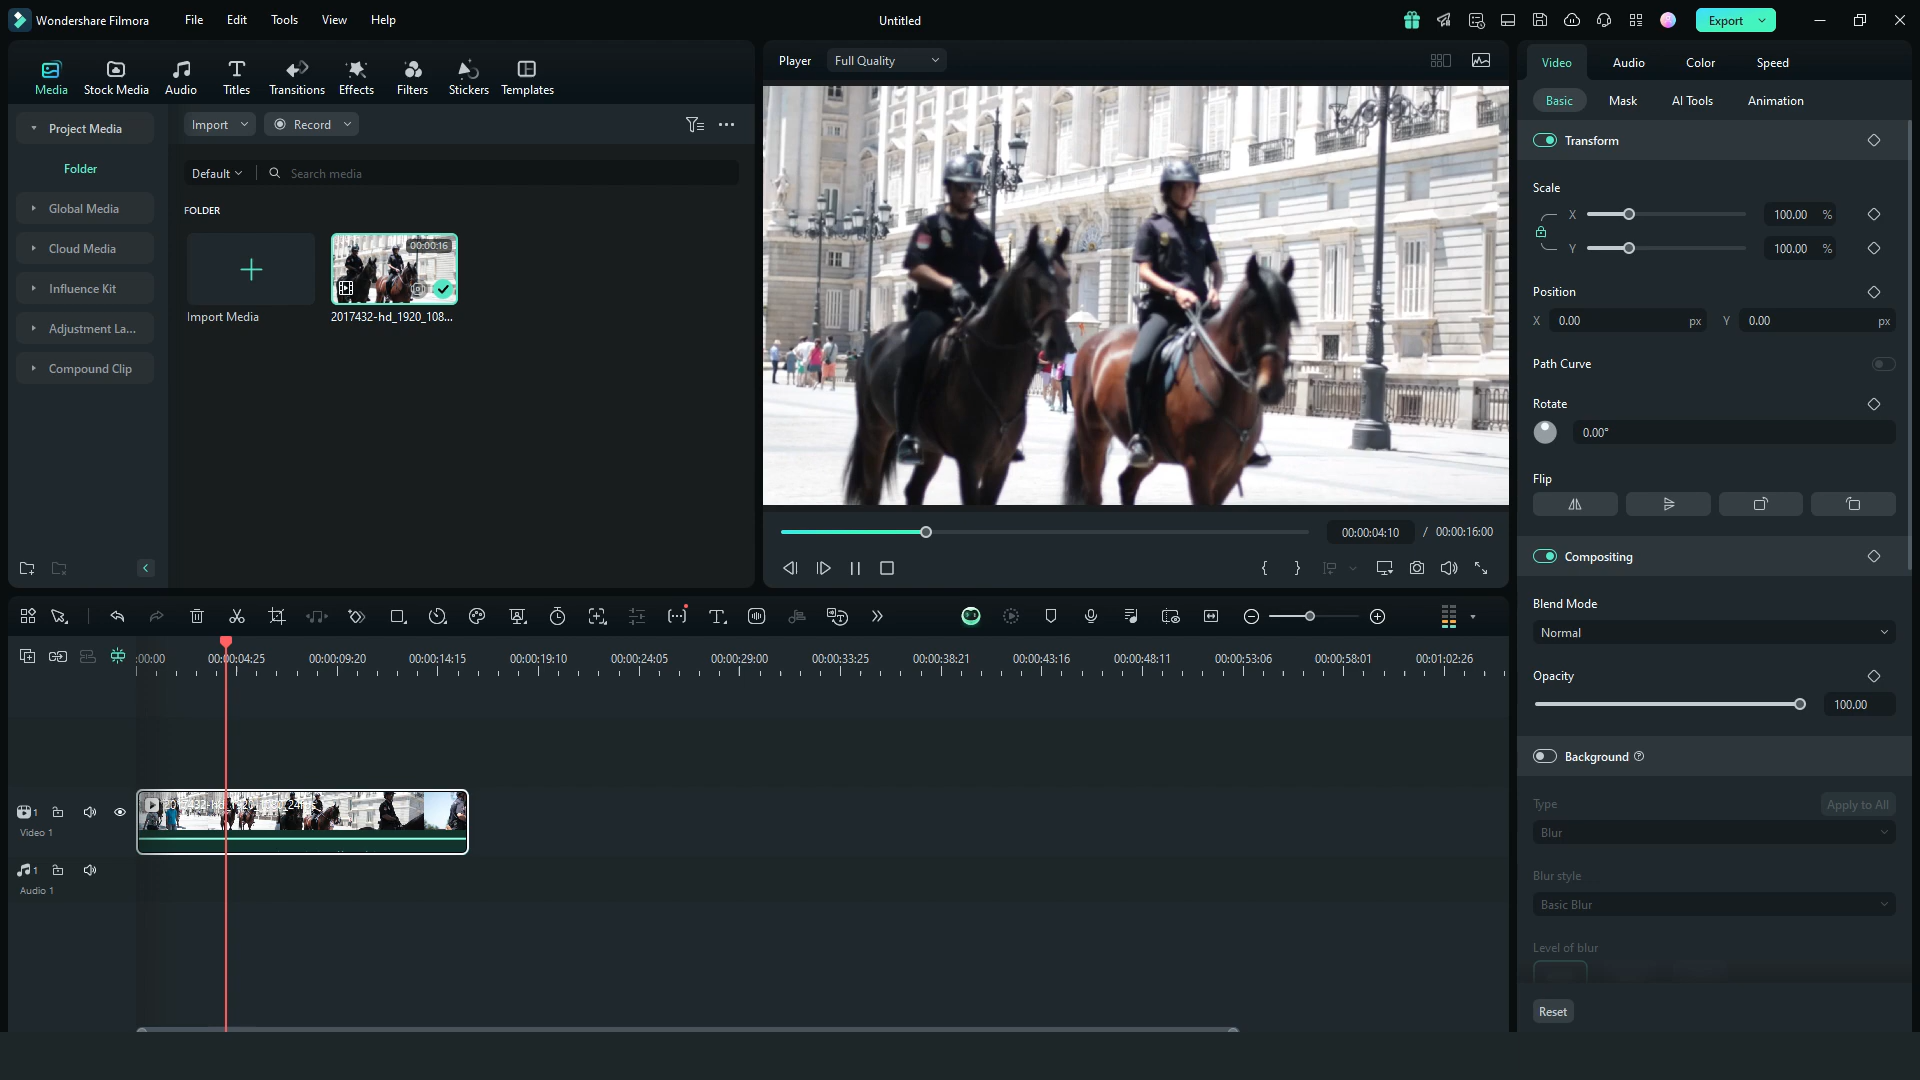 Wondershare Filmora
File Edit Tools View Help
Untitled
Export
Media Stock Media Audio Titles Transitions Effects Filters Stickers Templates
Project Media
Folder
Global Media
Cloud Media
Influence Kit
Adjustment La...
Compound Clip
Import Record
Default Search media
FOLDER
00:00:16
Import Media
2017432-hd_1920_108...
Player Full Quality
00:00:04:10 / 00:00:16:00
Video Audio Color Speed
Basic Mask AI Tools Animation
Transform
Scale
X 100.00 %
Y 100.00 %
Position
X 0.00 px Y 0.00 px
Path Curve
Rotate
0.00°
Flip
Compositing
Blend Mode
Normal
Opacity
100.00
Background
Type Apply to All
Blur
Blur style
Basic Blur
Level of blur
Reset
:00:00 00:00:04:25 00:00:09:20 00:00:14:15 00:00:19:10 00:00:24:05 00:00:29:00 00:00:33:25 00:00:38:21 00:00:43:16 00:00:48:11 00:00:53:06 00:00:58:01 00:01:02:26
1
Video 1
1
Audio 1